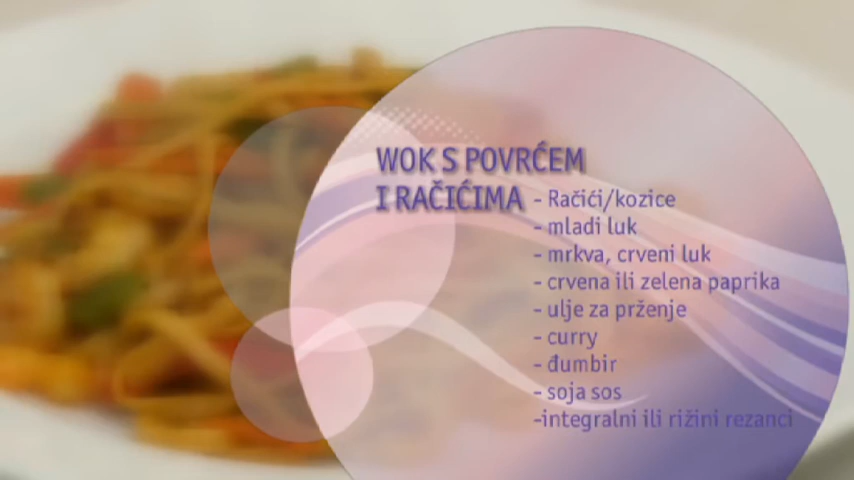 WOK S POVRĆEM
I RAČIĆIMA
- Račići/kozice
- mladi luk
- mrkva, crveni luk
- crvena ili zelena paprika
- ulje za prženje
- curry
- đumbir
- soja sos
-integralni ili rižini rezanci